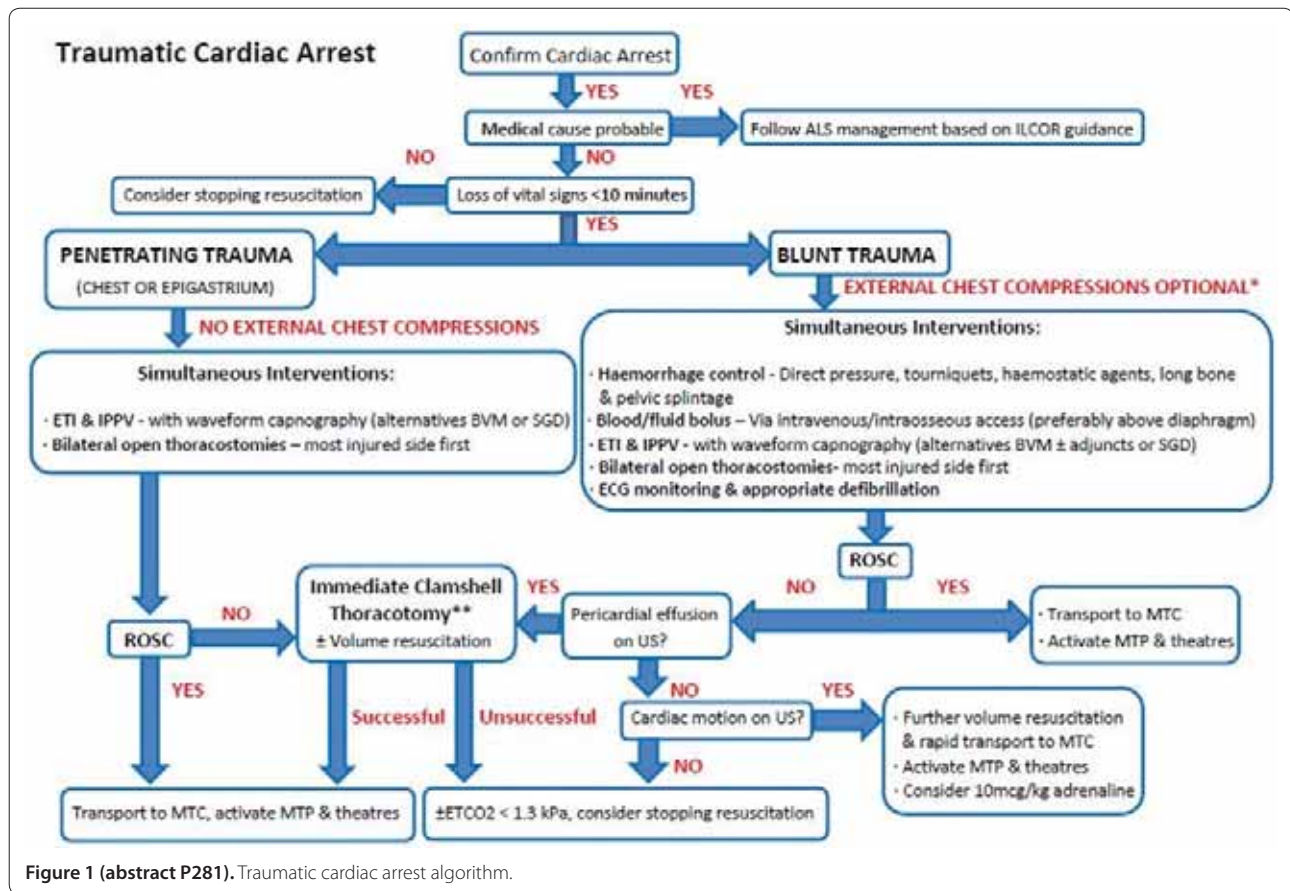 Traumatic Cardiac Arrest
Confirm Cardiac Arrest
YES
YES
Medical cause probable
Follow ALS management based on ILCOR guidance
NO
NO
Consider stopping resuscitation
Loss of vital signs <10 minutes
YES
PENETRATING TRAUMA
(CHEST OR EPIGASTRIUM)
BLUNT TRAUMA
NO EXTERNAL CHEST COMPRESSIONS
EXTERNAL CHEST COMPRESSIONS OPTIONAL*
Simultaneous Interventions:
· ETI & IPPV - with waveform capnography (alternatives BVM or SGD)
· Bilateral open thoracostomies – most injured side first
Simultaneous Interventions:
· Haemorrhage control - Direct pressure, tourniquets, haemostatic agents, long bone
& pelvic splintage
· Blood/fluid bolus – Via intravenous/intraosseous access (preferably above diaphragm)
· ETI & IPPV - with waveform capnography (alternatives BVM ± adjuncts or SGD)
· Bilateral open thoracostomies- most injured side first
· ECG monitoring & appropriate defibrillation
ROSC
NO
YES
· Transport to MTC
· Activate MTP & theatres
Pericardial effusion
on US?
YES
Immediate Clamshell
Thoracotomy**
± Volume resuscitation
ROSC
NO
YES
Successful
Unsuccessful
NO
Cardiac motion on US?
YES
· Further volume resuscitation
& rapid transport to MTC
· Activate MTP & theatres
· Consider 10mcg/kg adrenaline
NO
Transport to MTC, activate MTP & theatres
±ETCO2 < 1.3 kPa, consider stopping resuscitation
Figure 1 (abstract P281). Traumatic cardiac arrest algorithm.